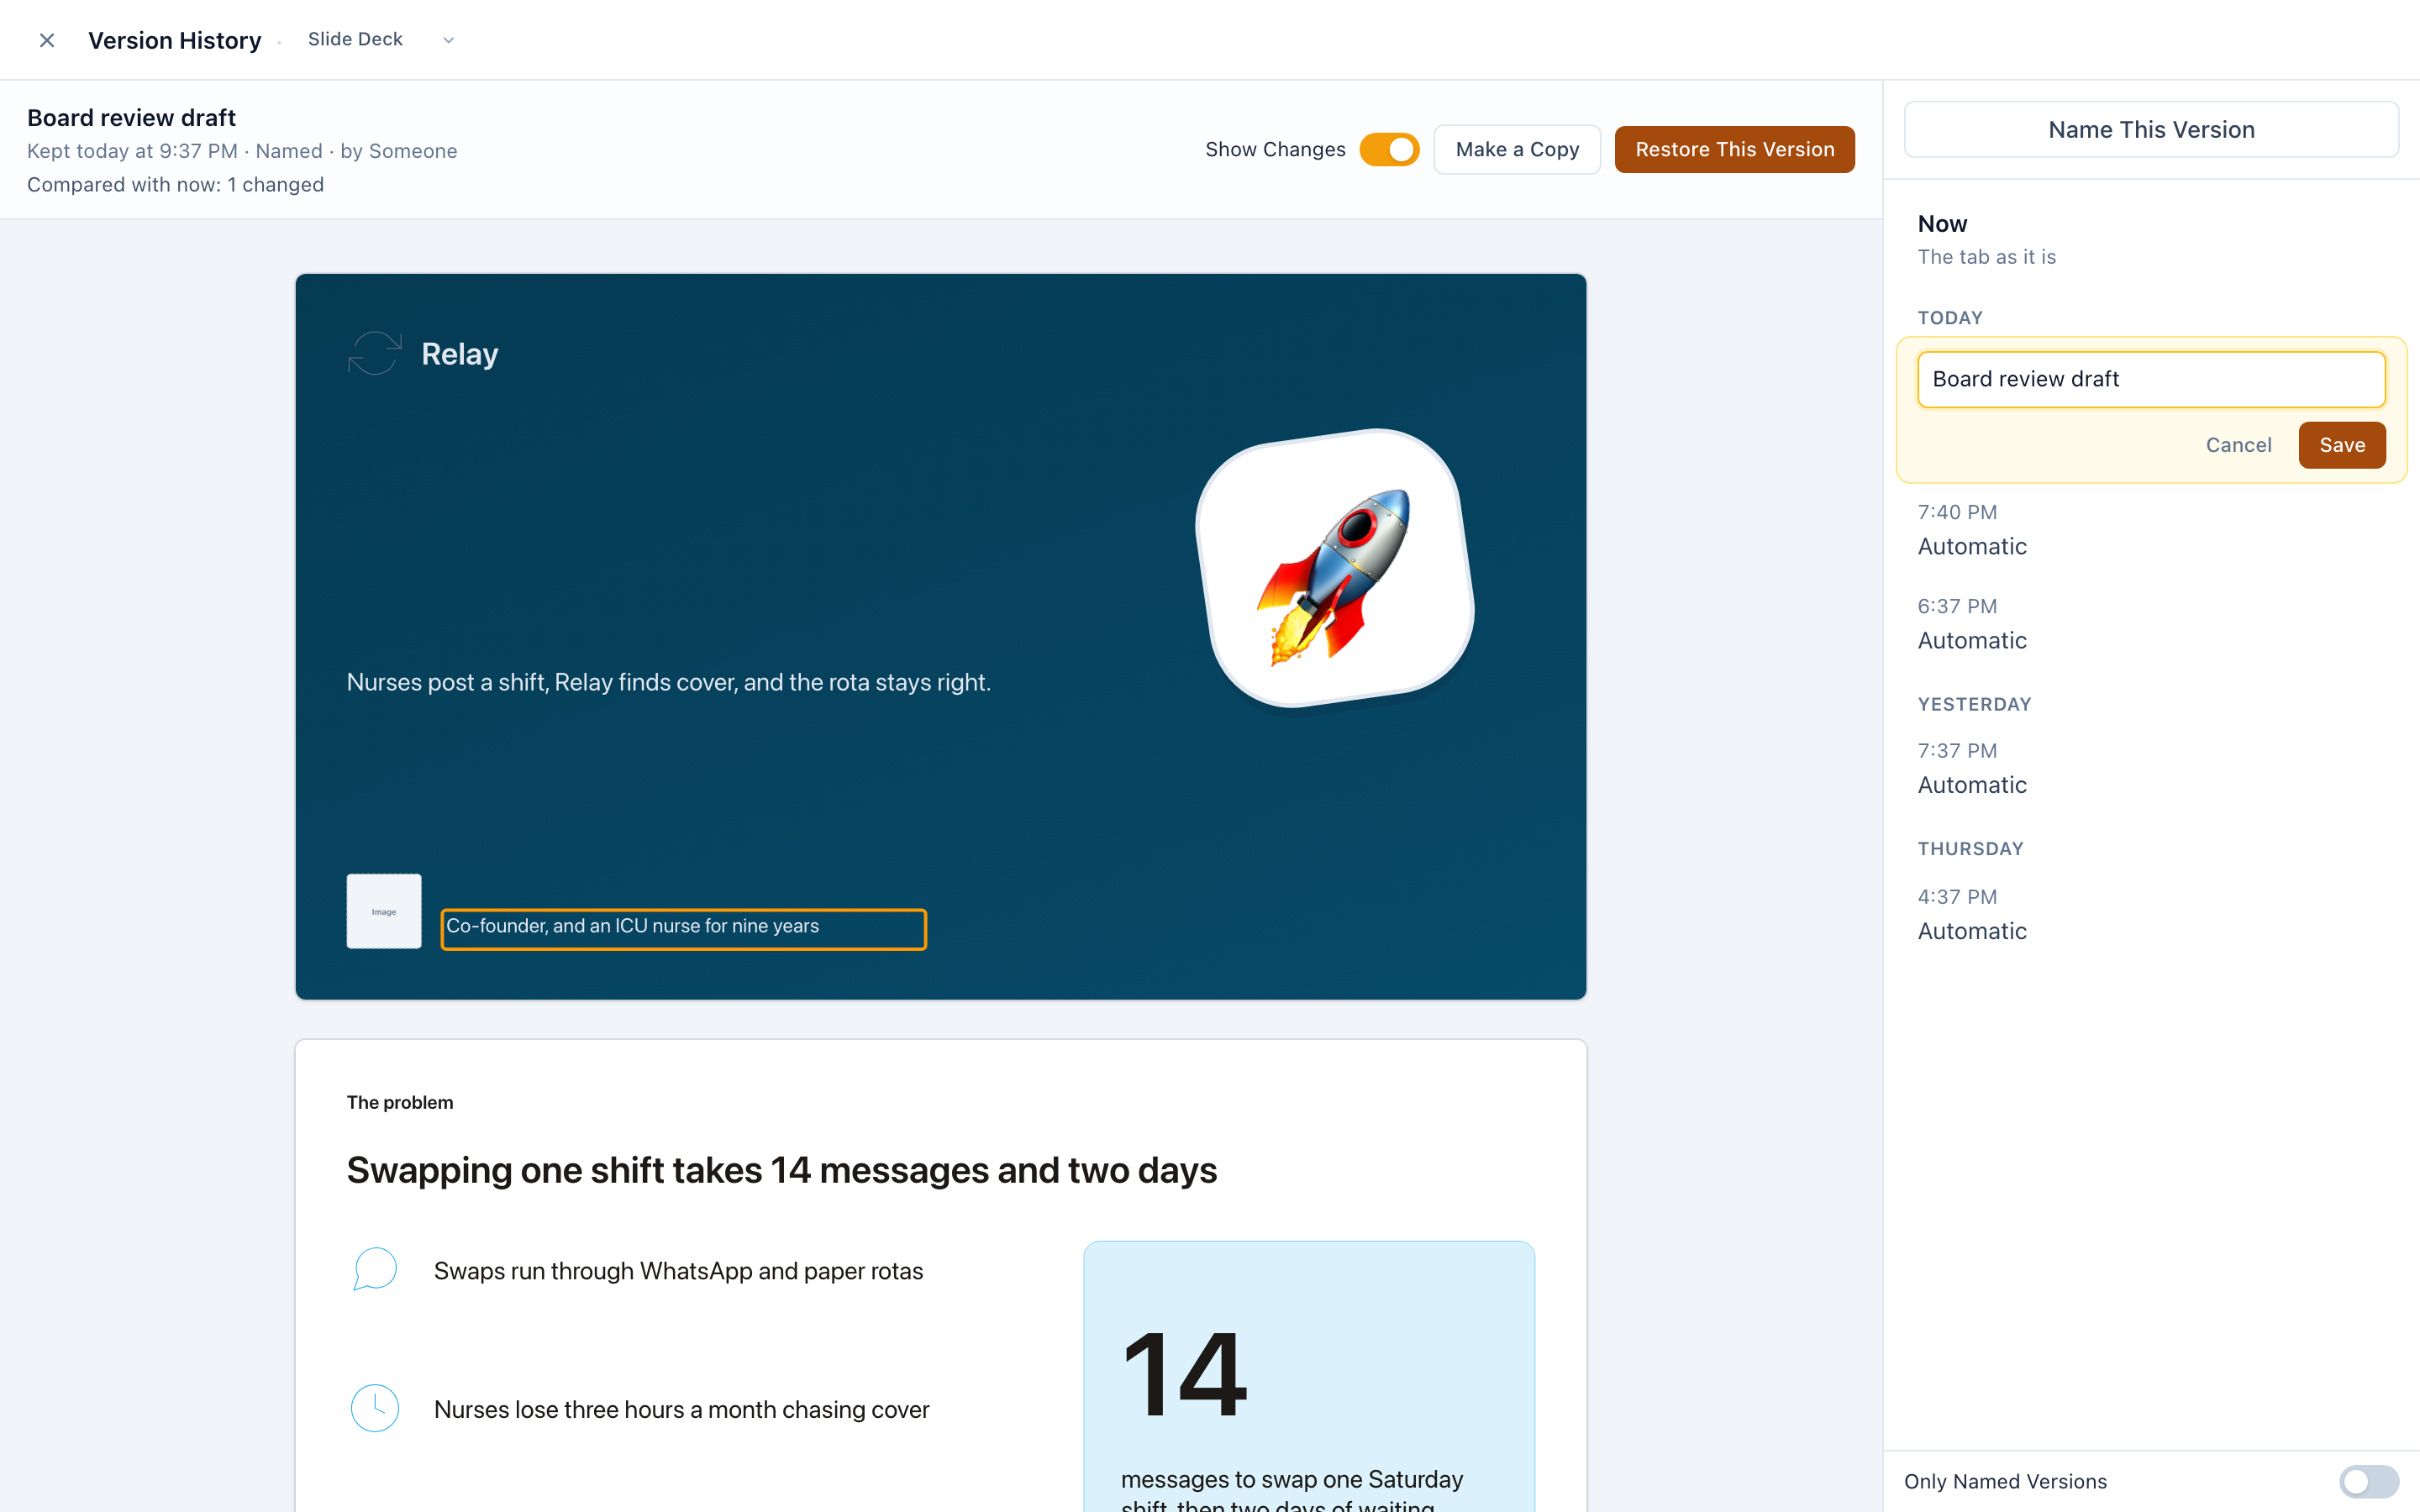 Version History · Slide Deck
Board review draft
Kept today at 9:37 PM · Named · by Someone
Compared with now: 1 changed
Show Changes
Make a Copy
Restore This Version
Relay
Nurses post a shift, Relay finds cover, and the rota stays right.
Image
Co-founder, and an ICU nurse for nine years
The problem
Swapping one shift takes 14 messages and two days
Swaps run through WhatsApp and paper rotas
Nurses lose three hours a month chasing cover
14
messages to swap one Saturday
shift, then two days of waiting
Name This Version
Now
The tab as it is
TODAY
Board review draft
Cancel
Save
7:40 PM
Automatic
6:37 PM
Automatic
YESTERDAY
7:37 PM
Automatic
THURSDAY
4:37 PM
Automatic
Only Named Versions